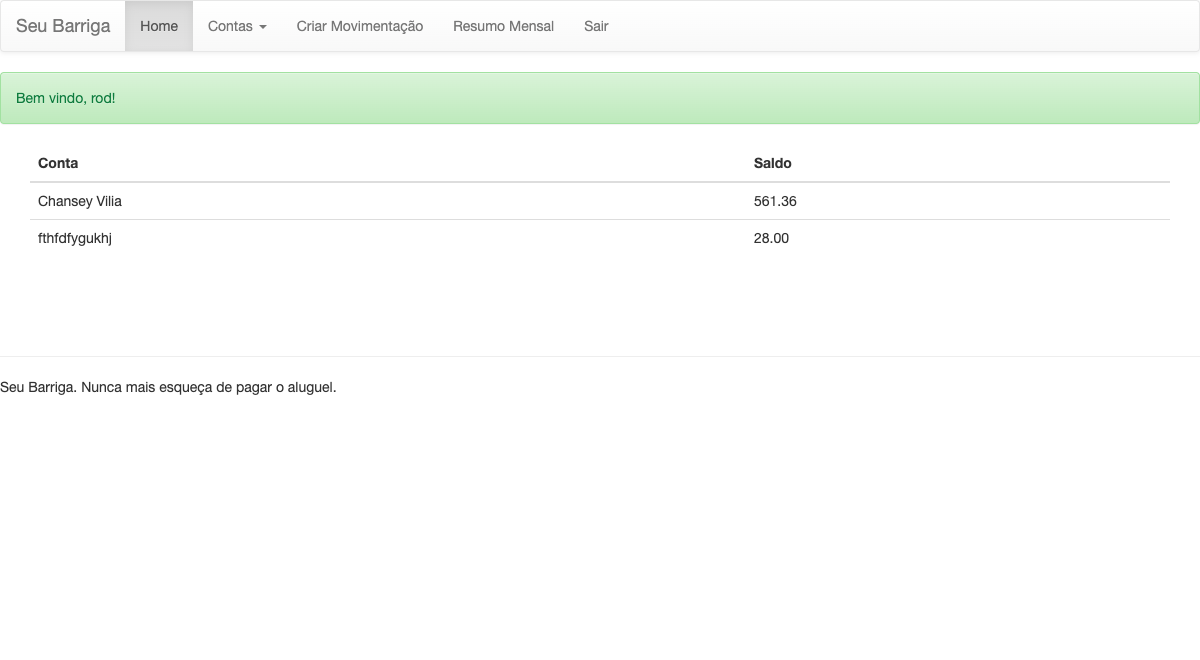 Seu Barriga Home Contas Criar Movimentação Resumo Mensal Sair
Bem vindo, rod!
Conta Saldo
Chansey Vilia 561.36
fthfdfygukhj 28.00
Seu Barriga. Nunca mais esqueça de pagar o aluguel.